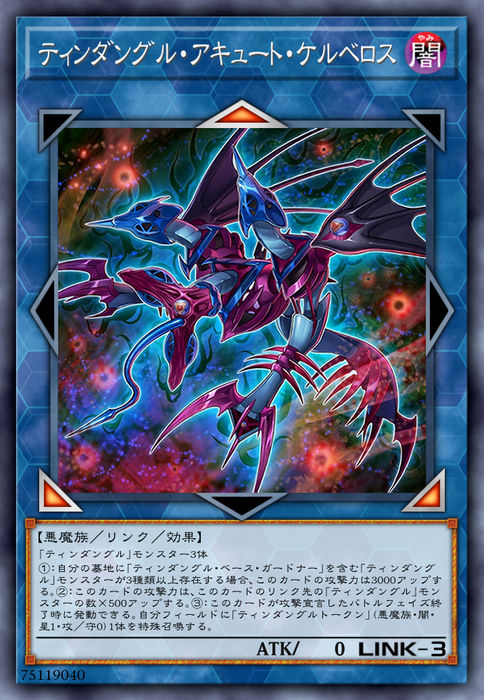 ティンダングル・アキュート・ケルベロス
やみ
闇
【悪魔族／リンク／効果】
「ティンダングル」モンスター3体
①：自分の墓地に「ティンダングル・ベース・ガードナー」を含む「ティンダング
ル」モンスターが3種類以上存在する場合、このカードの攻撃力は3000アップす
る。②：このカードの攻撃力は、このカードのリンク先の「ティンダングル」モンス
ターの数×500アップする。③：このカードが攻撃宣言したバトルフェイズ終
了時に発動できる。自分フィールドに「ティンダングルトークン」（悪魔族・闇・
星1・攻／守0）1体を特殊召喚する。
ATK/ 0 LINK-3
75119040